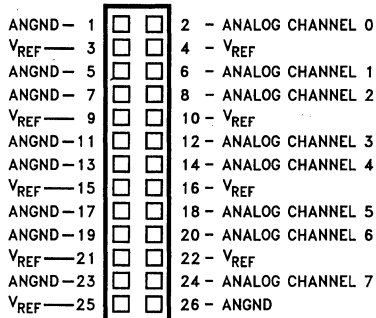 ANGND – 1 2 – ANALOG CHANNEL 0
VREF — 3 4 – VREF
ANGND – 5 6 – ANALOG CHANNEL 1
ANGND – 7 8 – ANALOG CHANNEL 2
VREF — 9 10 – VREF
ANGND – 11 12 – ANALOG CHANNEL 3
ANGND – 13 14 – ANALOG CHANNEL 4
VREF — 15 16 – VREF
ANGND – 17 18 – ANALOG CHANNEL 5
ANGND – 19 20 – ANALOG CHANNEL 6
VREF — 21 22 – VREF
ANGND – 23 24 – ANALOG CHANNEL 7
VREF — 25 26 – ANGND